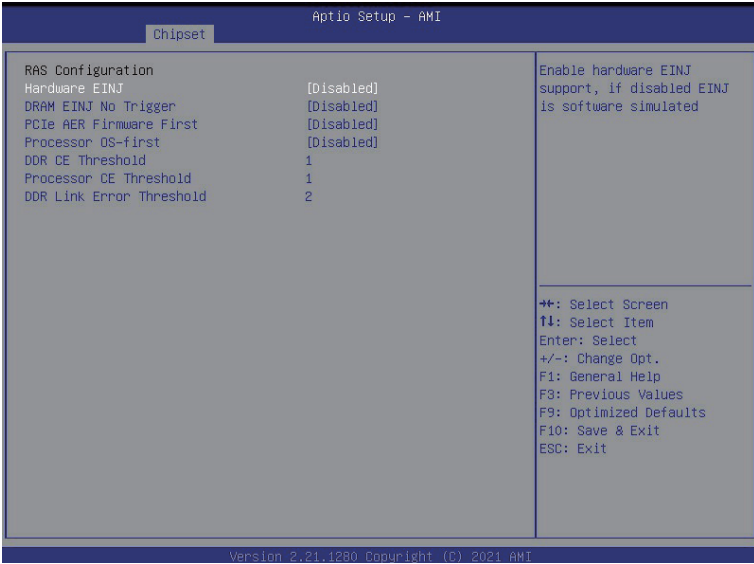 Aptio Setup – AMI
Chipset
RAS Configuration
Hardware EINJ [Disabled]
DRAM EINJ No Trigger [Disabled]
PCIe AER Firmware First [Disabled]
Processor OS-first [Disabled]
DDR CE Threshold 1
Processor CE Threshold 1
DDR Link Error Threshold 2
Enable hardware EINJ
support, if disabled EINJ
is software simulated
→←: Select Screen
↑↓: Select Item
Enter: Select
+/-: Change Opt.
F1: General Help
F3: Previous Values
F9: Optimized Defaults
F10: Save & Exit
ESC: Exit
Version 2.21.1280 Copyright (C) 2021 AMI